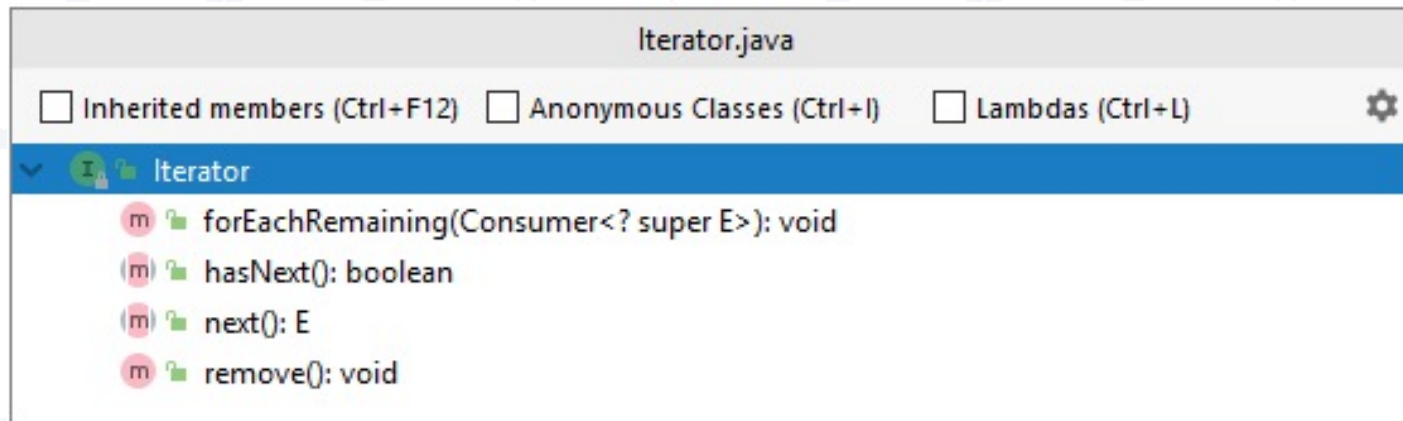 Iterator.java
Inherited members (Ctrl+F12) Anonymous Classes (Ctrl+I) Lambdas (Ctrl+L)
I Iterator
m forEachRemaining(Consumer<? super E>): void
m hasNext(): boolean
m next(): E
m remove(): void